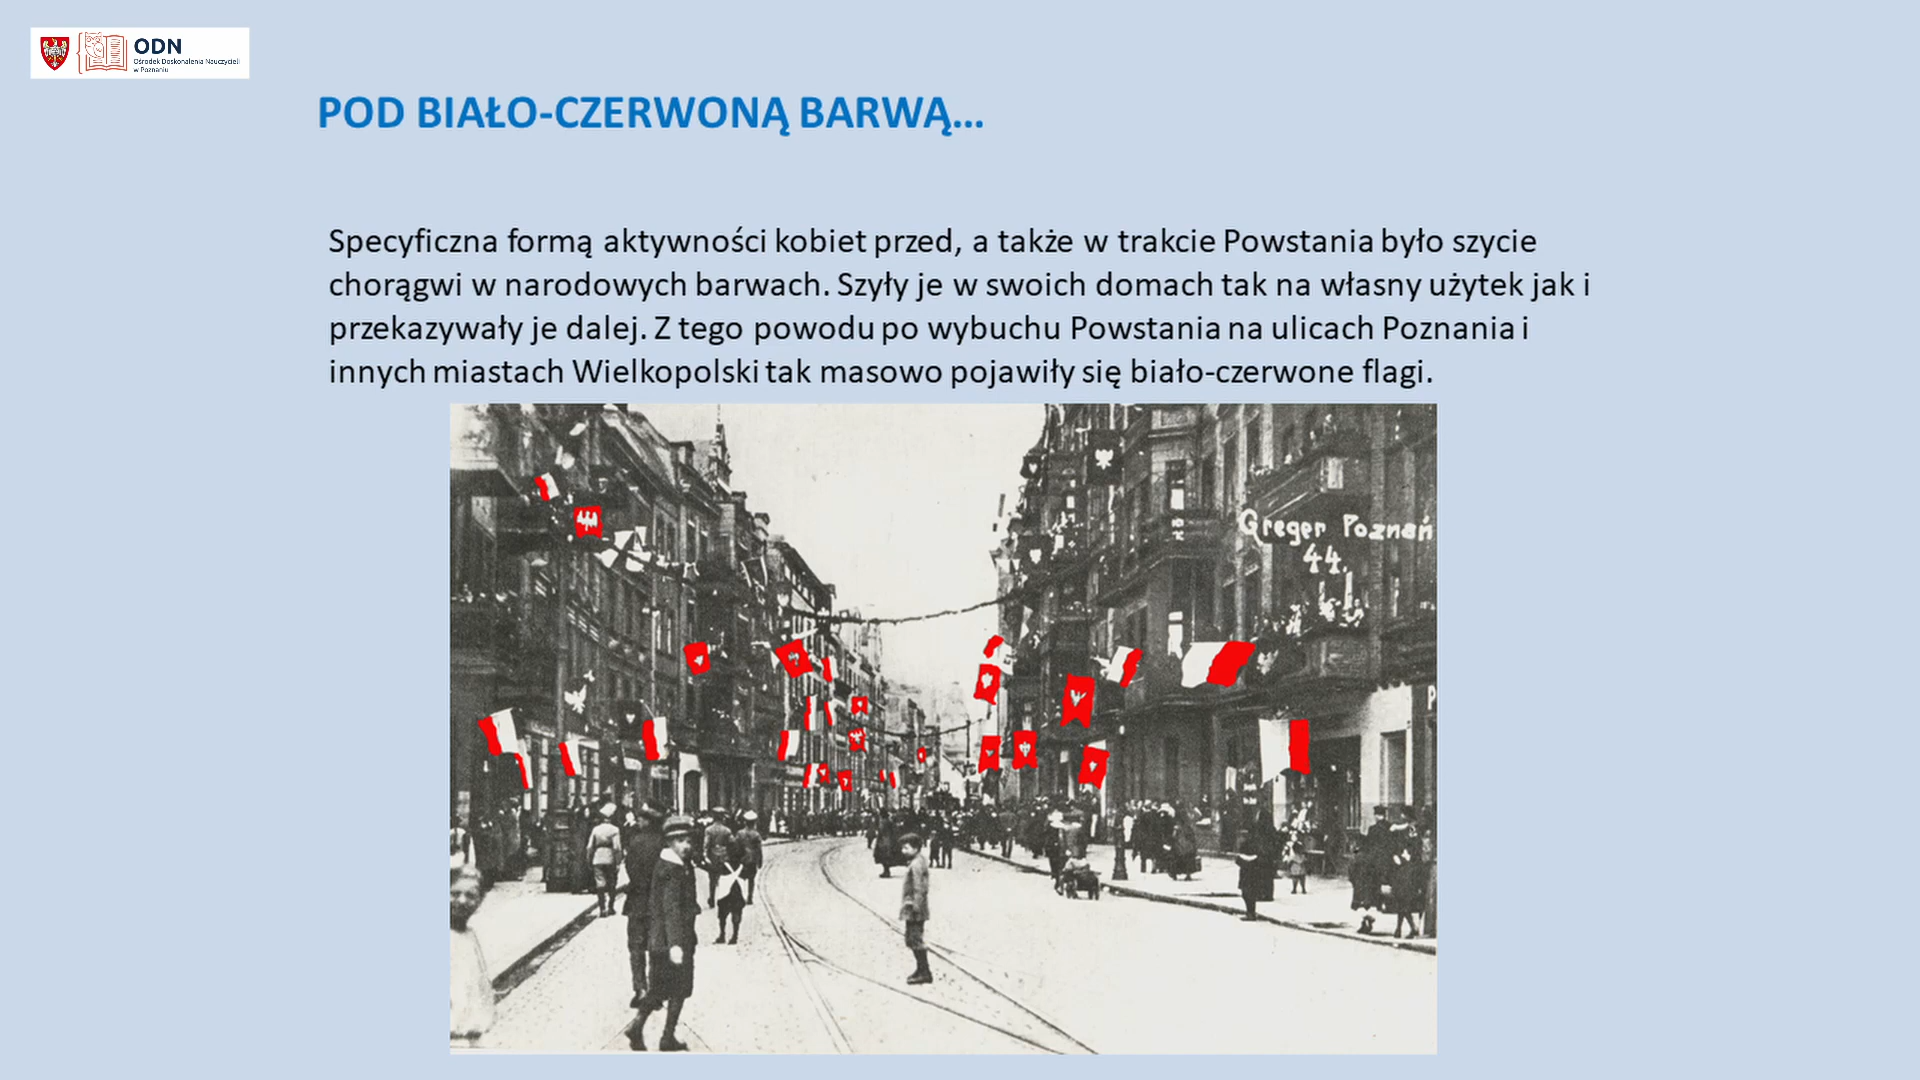 ODN
Ośrodek Doskonalenia Nauczycieli
w Poznaniu
POD BIAŁO-CZERWONĄ BARWĄ...
Specyficzna formą aktywności kobiet przed, a także w trakcie Powstania było szycie
chorągwi w narodowych barwach. Szyły je w swoich domach tak na własny użytek jak i
przekazywały je dalej. Z tego powodu po wybuchu Powstania na ulicach Poznania i
innych miastach Wielkopolski tak masowo pojawiły się biało-czerwone flagi.
Greger Poznań
44.